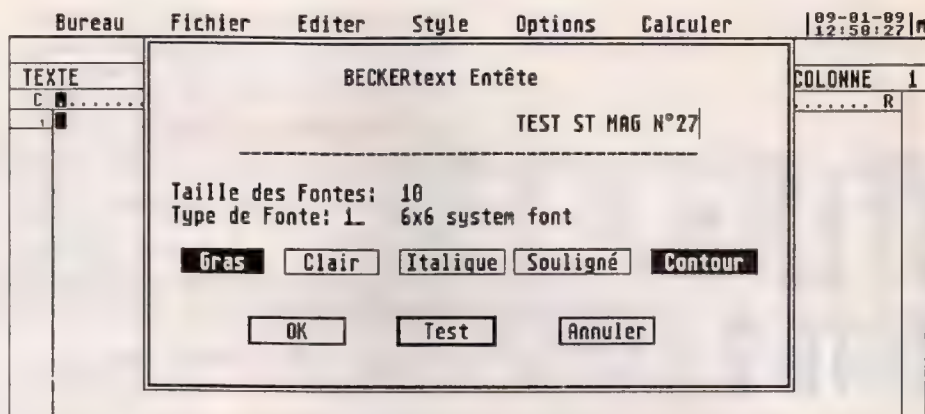 Bureau Fichier Editer Style Options Calculer 09-01-89
12:58:27
BECKERtext Entête
TEXTE COLONNE 1
C R
TEST ST MAG N°27
Taille des Fontes: 10
Type de Fonte: 1_ 6x6 system font
Gras Clair Italique Souligné Contour
OK Test Annuler